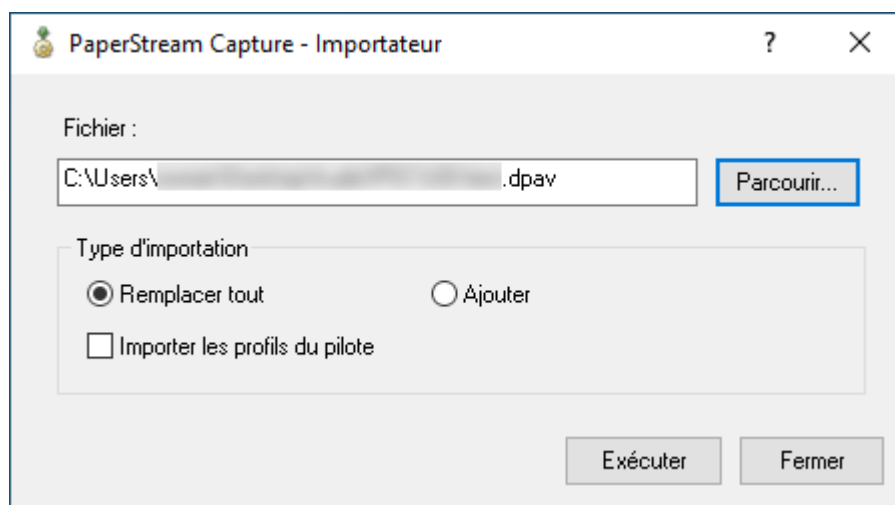 PaperStream Capture - Importateur ?
Fichier :
C:\Users\ .dpav Parcourir...
Type d'importation
Remplacer tout Ajouter
Importer les profils du pilote
Exécuter Fermer